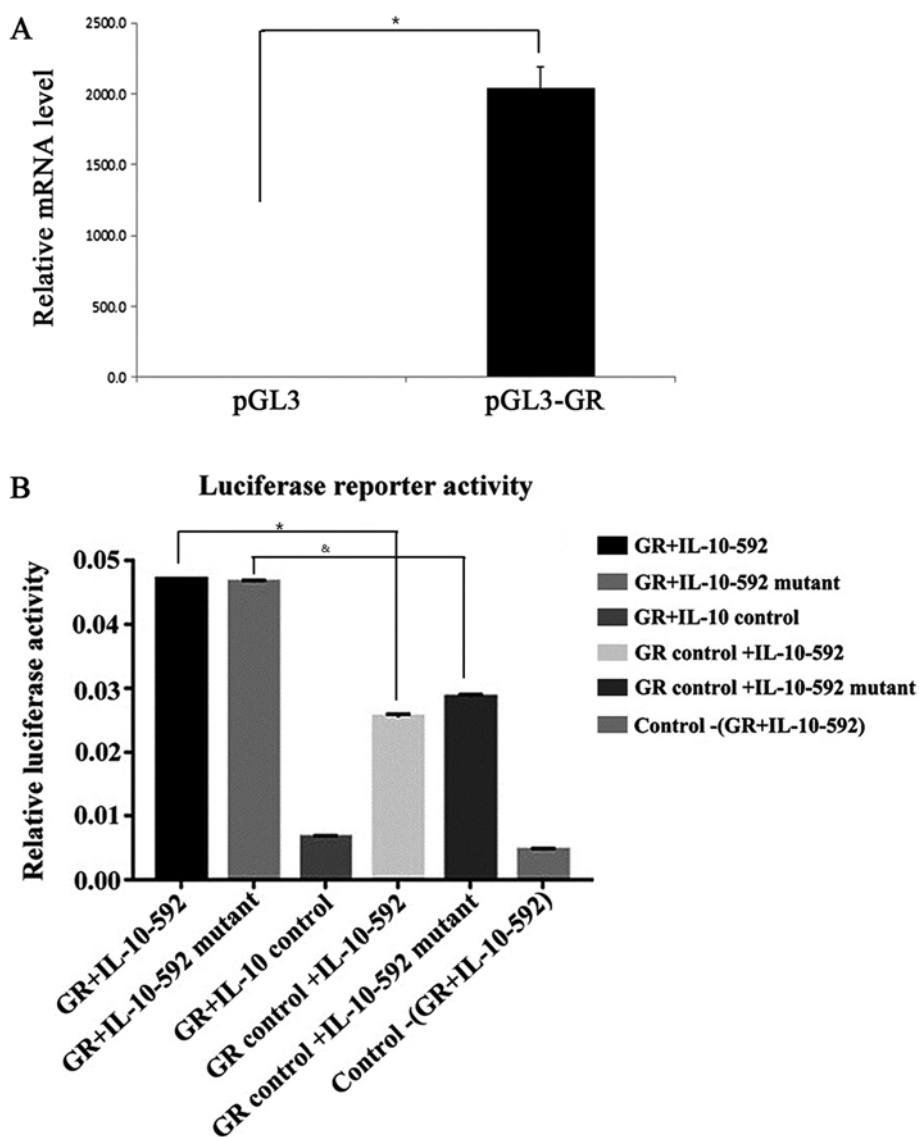 A
Relative mRNA level
2500.0
*
2000.0
1500.0
1000.0
500.0
0.0
pGL3
pGL3-GR
B
Luciferase reporter activity
Relative luciferase activity
*
&
0.05
0.04
0.03
0.02
0.01
0.00
GR+IL-10-592
GR+IL-10-592 mutant
GR+IL-10 control
GR control +IL-10-592
GR control +IL-10-592 mutant
Control -(GR+IL-10-592)
GR+IL-10-592
GR+IL-10-592 mutant
GR+IL-10 control
GR control +IL-10-592
GR control +IL-10-592 mutant
Control -(GR+IL-10-592)